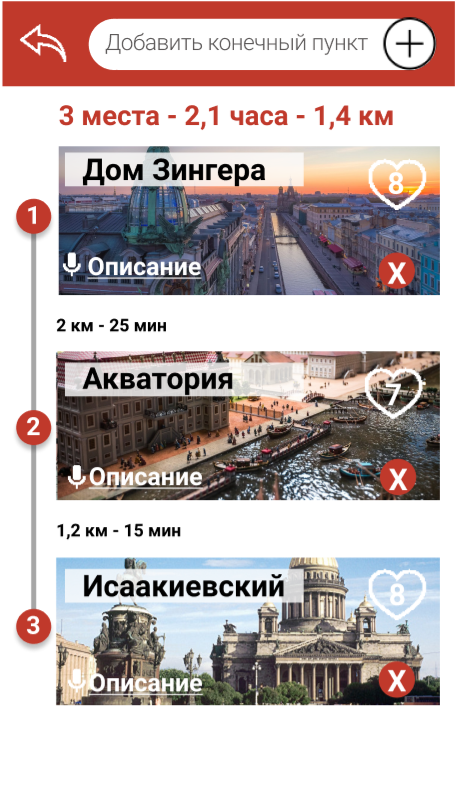 Добавить конечный пункт
3 места - 2,1 часа - 1,4 км
Дом Зингера
8
1
Описание
X
2 км - 25 мин
Акватория
7
2
Описание
X
1,2 км - 15 мин
Исаакиевский
8
3
Описание
X